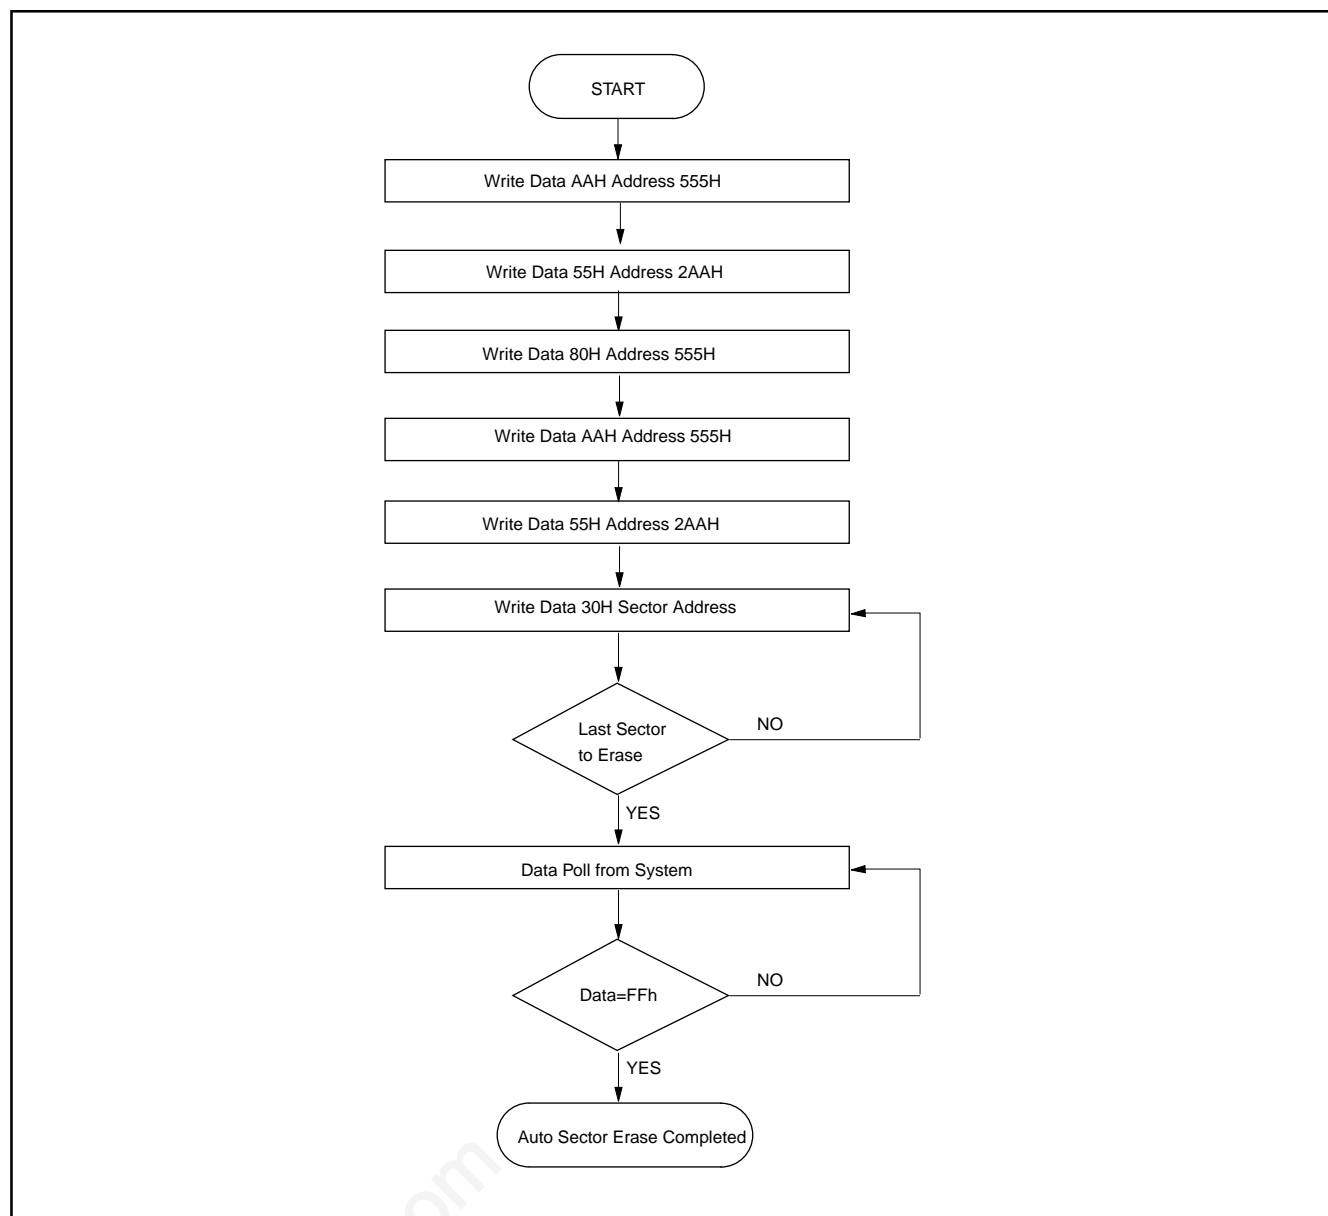 START
Write Data AAH Address 555H
Write Data 55H Address 2AAH
Write Data 80H Address 555H
Write Data AAH Address 555H
Write Data 55H Address 2AAH
Write Data 30H Sector Address
Last Sector
to Erase
NO
YES
Data Poll from System
Data=FFh
NO
YES
Auto Sector Erase Completed
om